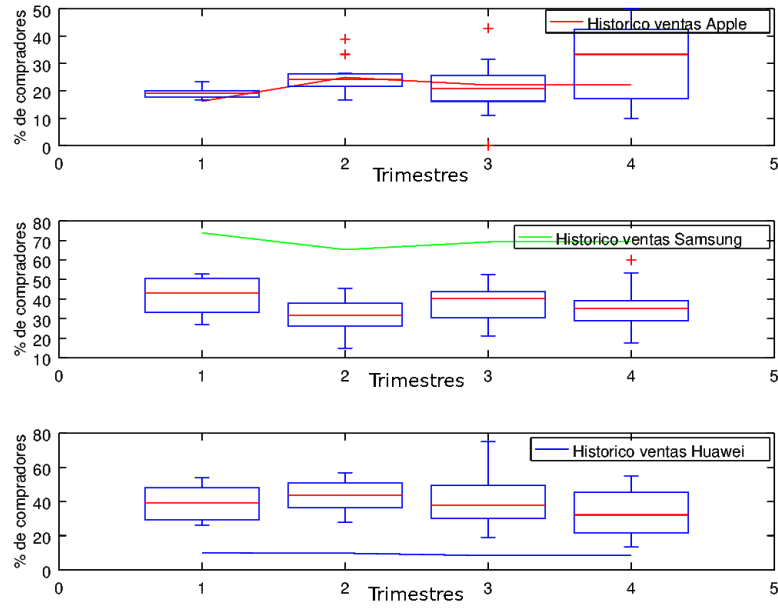 50
40
30
20
10
0
% de compradores
Historico ventas Apple
0 1 2 3 4 5
Trimestres
80
70
60
50
40
30
20
10
% de compradores
Historico ventas Samsung
0 1 2 3 4 5
Trimestres
80
60
40
20
0
% de compradores
Historico ventas Huawei
0 1 2 3 4 5
Trimestres